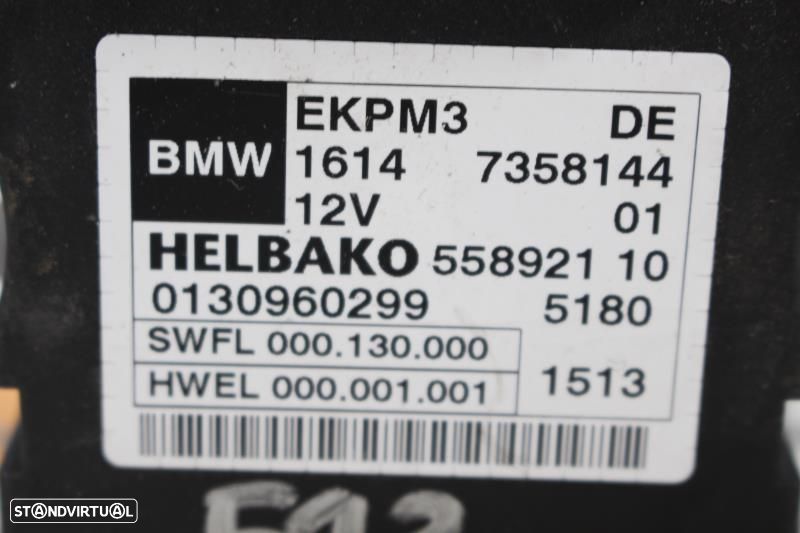 EKPM3 DE
BMW 1614 7358144
12V 01
HELBAKO 558921 10
0130960299 5180
SWFL 000.130.000
HWEL 000.001.001 1513
STANDVIRTUAL